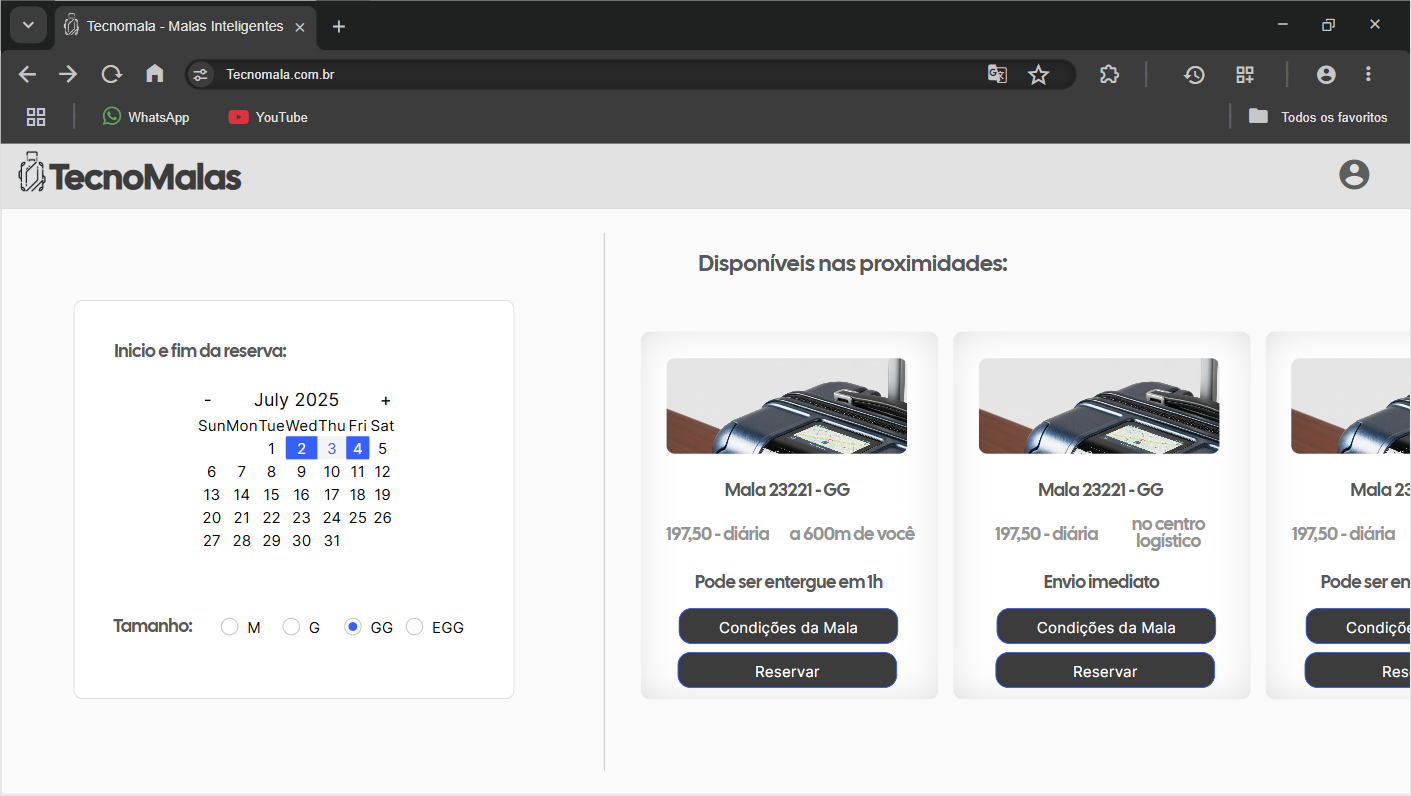 Tecnomala - Malas Inteligentes
Tecnomala.com.br
WhatsApp
YouTube
Todos os favoritos
TecnoMalas
Inicio e fim da reserva:
- July 2025 +
Sun Mon Tue Wed Thu Fri Sat
1 2 3 4 5
6 7 8 9 10 11 12
13 14 15 16 17 18 19
20 21 22 23 24 25 26
27 28 29 30 31
Tamanho: M G GG EGG
Disponíveis nas proximidades:
Mala 23221 - GG
197,50 - diária
a 600m de você
Pode ser entergue em 1h
Condições da Mala
Reservar
Mala 23221 - GG
197,50 - diária
no centro
logístico
Envio imediato
Condições da Mala
Reservar
Mala 23
197,50 - diária
Pode ser en
Condiçõe
Res